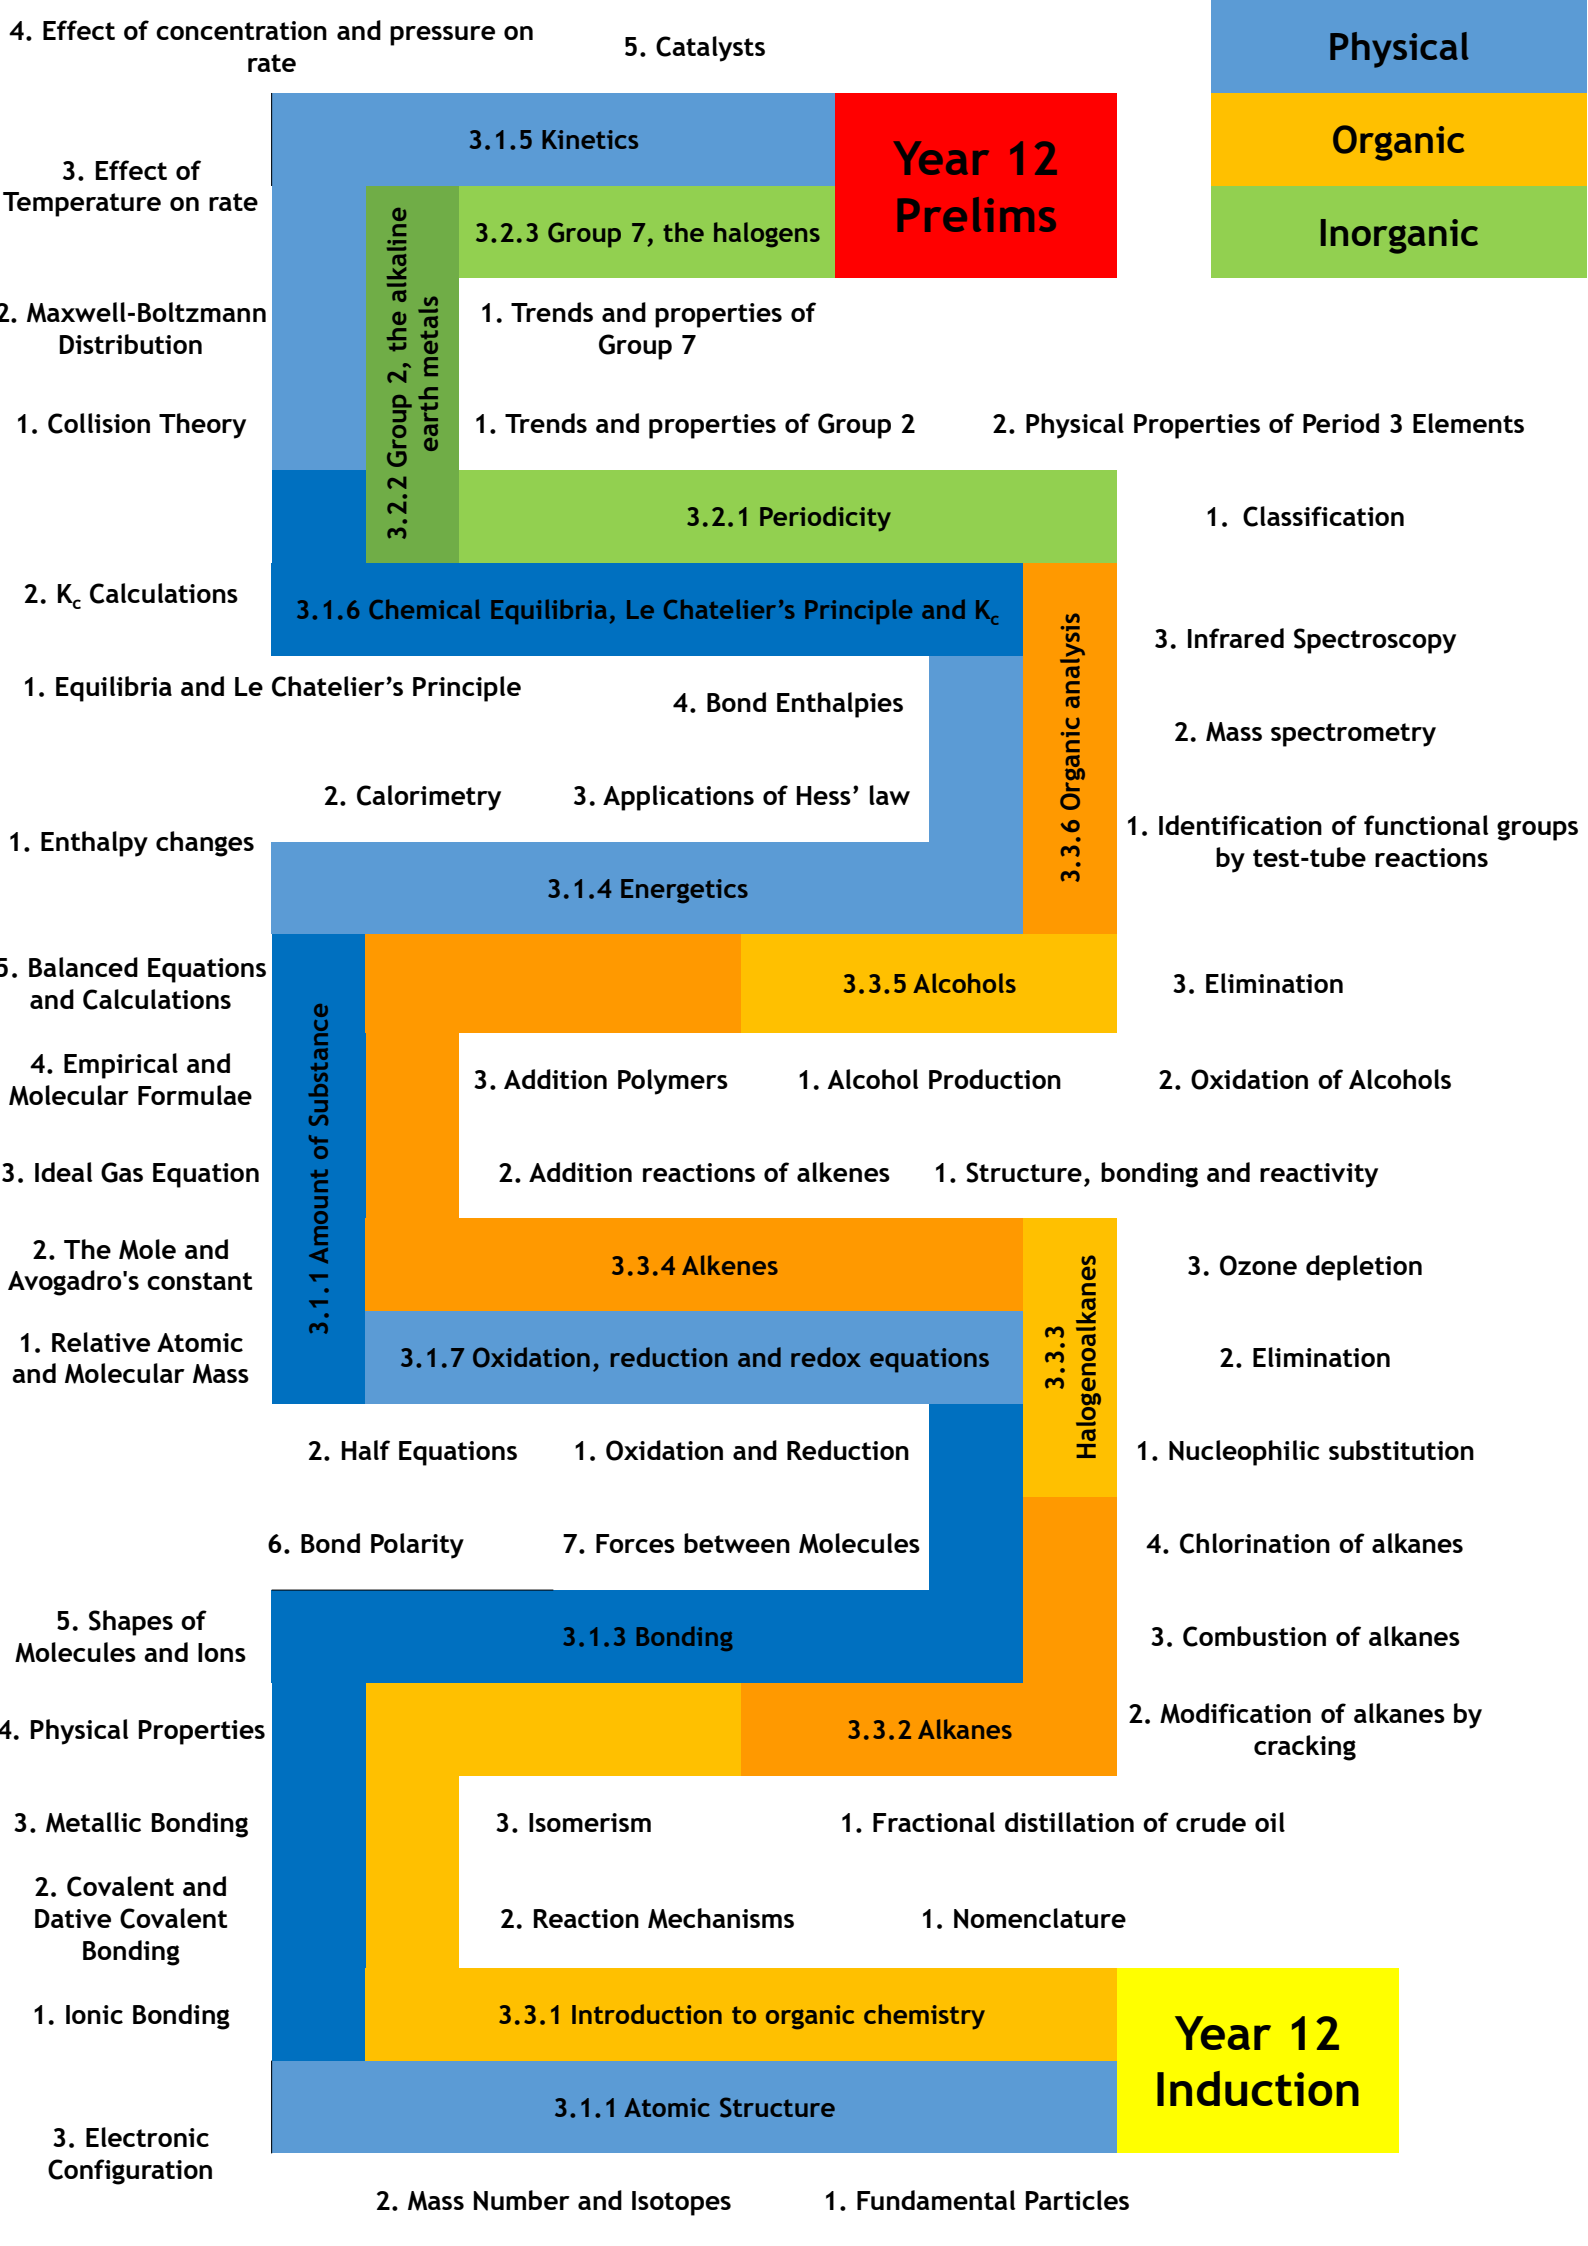 4. Effect of concentration and pressure on
rate
5. Catalysts
Physical
Organic
Inorganic
3.1.5 Kinetics
Year 12
Prelims
3. Effect of
Temperature on rate
3.2.3 Group 7, the halogens
3.2.2 Group 2, the alkaline
earth metals
2. Maxwell-Boltzmann
Distribution
1. Trends and properties of
Group 7
1. Collision Theory
1. Trends and properties of Group 2
2. Physical Properties of Period 3 Elements
3.2.1 Periodicity
1. Classification
2. Kc Calculations
3.1.6 Chemical Equilibria, Le Chatelier’s Principle and Kc
3.3.6 Organic analysis
3. Infrared Spectroscopy
1. Equilibria and Le Chatelier’s Principle
4. Bond Enthalpies
2. Mass spectrometry
2. Calorimetry
3. Applications of Hess’ law
1. Identification of functional groups
by test-tube reactions
1. Enthalpy changes
3.1.4 Energetics
5. Balanced Equations
and Calculations
3.3.5 Alcohols
3. Elimination
3.1.1 Amount of Substance
4. Empirical and
Molecular Formulae
3. Addition Polymers
1. Alcohol Production
2. Oxidation of Alcohols
3. Ideal Gas Equation
2. Addition reactions of alkenes
1. Structure, bonding and reactivity
2. The Mole and
Avogadro's constant
3.3.4 Alkenes
3.3.3
Halogenoalkanes
3. Ozone depletion
1. Relative Atomic
and Molecular Mass
3.1.7 Oxidation, reduction and redox equations
2. Elimination
2. Half Equations
1. Oxidation and Reduction
1. Nucleophilic substitution
6. Bond Polarity
7. Forces between Molecules
4. Chlorination of alkanes
5. Shapes of
Molecules and Ions
3.1.3 Bonding
3. Combustion of alkanes
4. Physical Properties
3.3.2 Alkanes
2. Modification of alkanes by
cracking
3. Metallic Bonding
3. Isomerism
1. Fractional distillation of crude oil
2. Covalent and
Dative Covalent
Bonding
2. Reaction Mechanisms
1. Nomenclature
1. Ionic Bonding
3.3.1 Introduction to organic chemistry
Year 12
Induction
3.1.1 Atomic Structure
3. Electronic
Configuration
2. Mass Number and Isotopes
1. Fundamental Particles